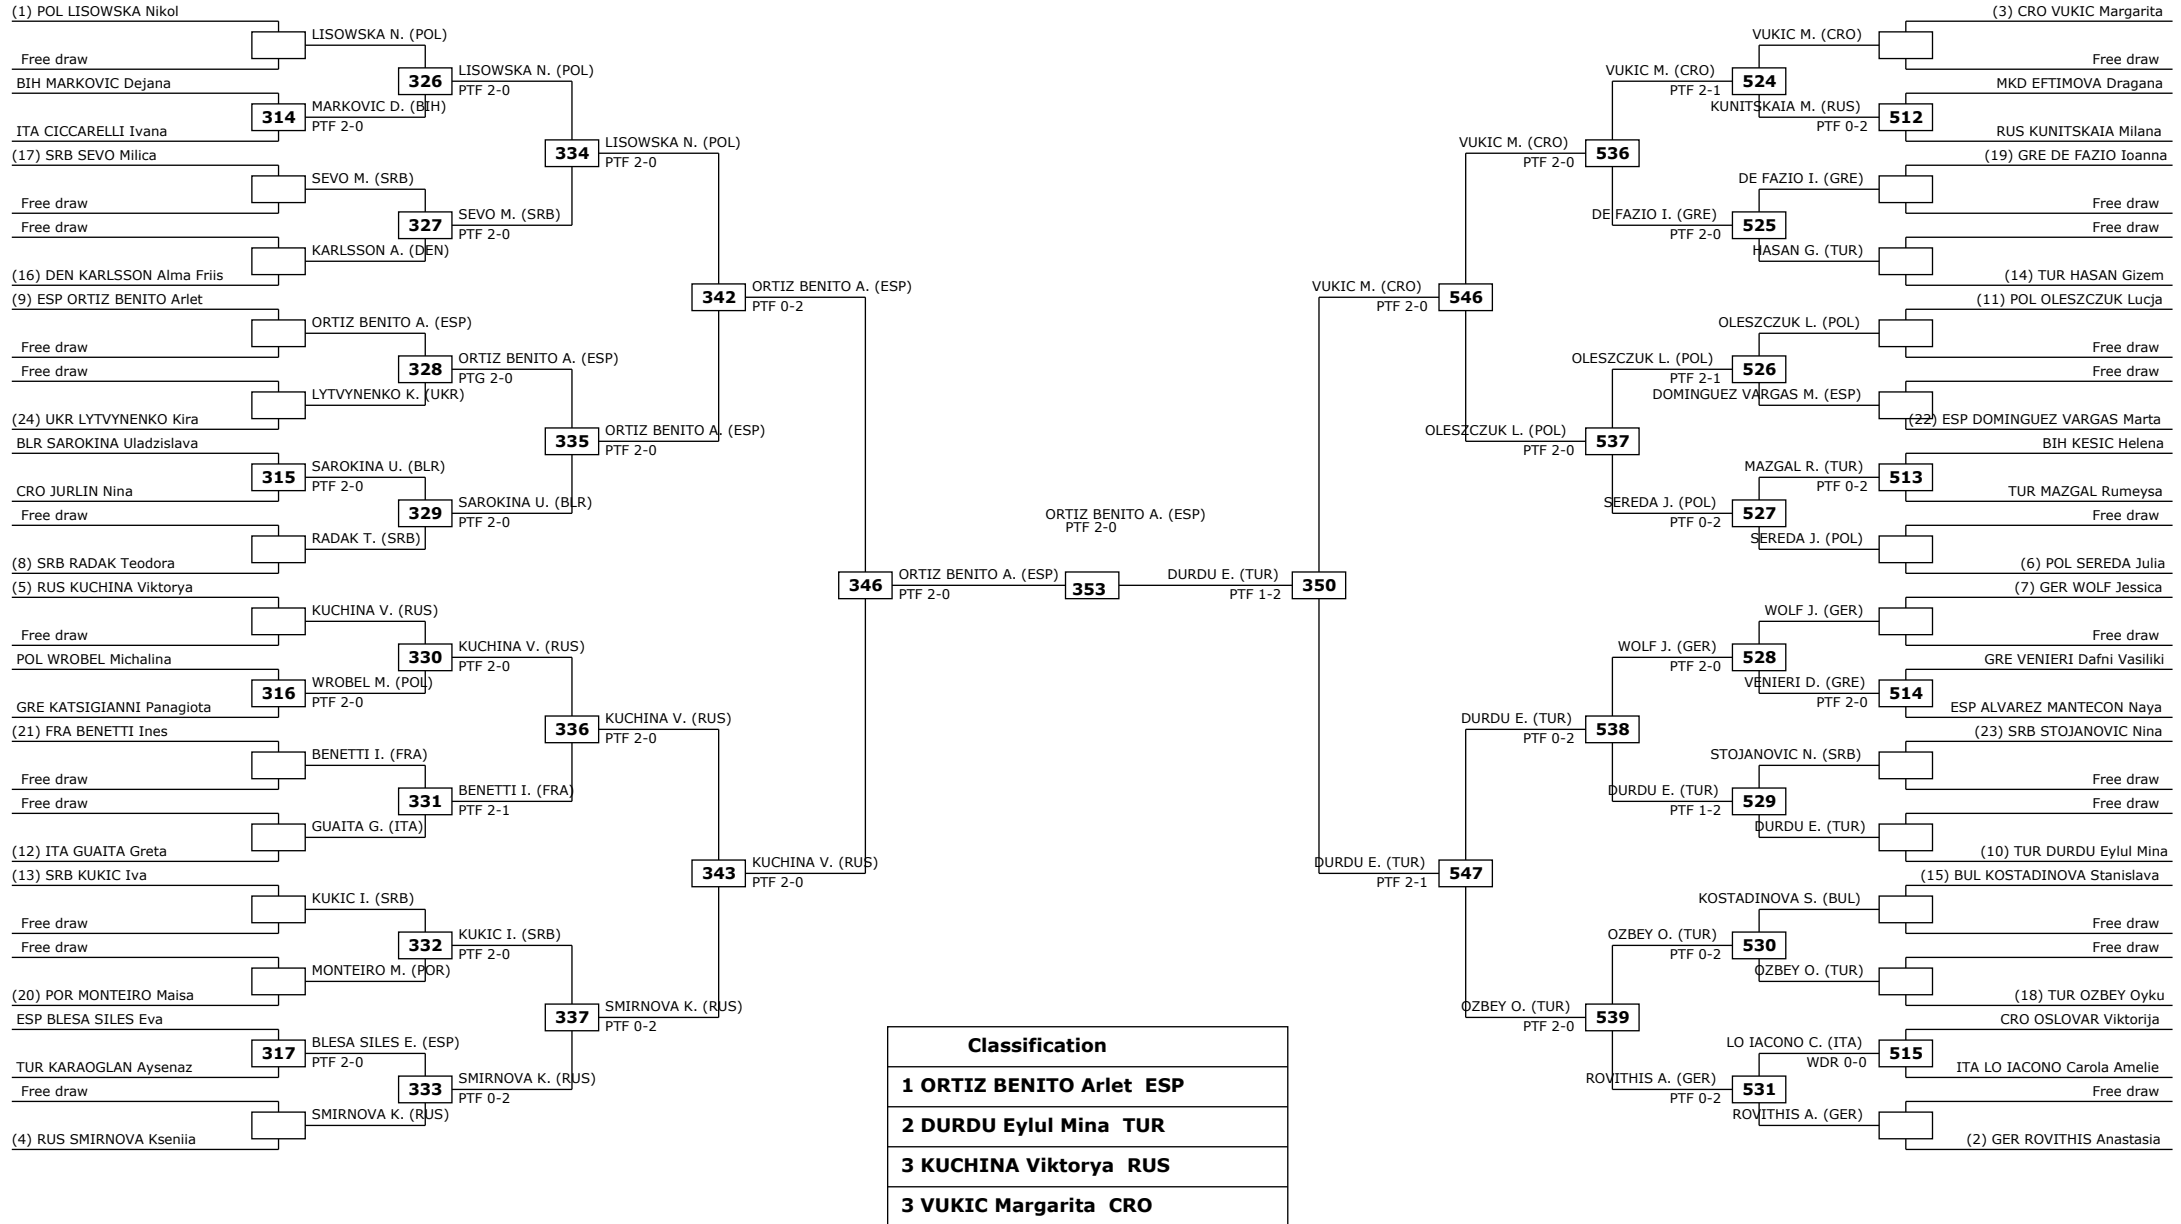 (1) POL LISOWSKA Nikol
Free draw
BIH MARKOVIC Dejana
ITA CICCARELLI Ivana
(17) SRB SEVO Milica
Free draw
Free draw
(16) DEN KARLSSON Alma Friis
(9) ESP ORTIZ BENITO Arlet
Free draw
Free draw
(24) UKR LYTVYNENKO Kira
BLR SAROKINA Uladzislava
CRO JURLIN Nina
Free draw
(8) SRB RADAK Teodora
(5) RUS KUCHINA Viktorya
Free draw
POL WROBEL Michalina
GRE KATSIGIANNI Panagiota
(21) FRA BENETTI Ines
Free draw
Free draw
(12) ITA GUAITA Greta
(13) SRB KUKIC Iva
Free draw
Free draw
(20) POR MONTEIRO Maisa
ESP BLESA SILES Eva
TUR KARAOGLAN Aysenaz
Free draw
(4) RUS SMIRNOVA Kseniia
LISOWSKA N. (POL)
314
MARKOVIC D. (BIH)
PTF 2-0
SEVO M. (SRB)
KARLSSON A. (DEN)
ORTIZ BENITO A. (ESP)
LYTVYNENKO K. (UKR)
315
SAROKINA U. (BLR)
PTF 2-0
RADAK T. (SRB)
KUCHINA V. (RUS)
316
WROBEL M. (POL)
PTF 2-0
BENETTI I. (FRA)
GUAITA G. (ITA)
KUKIC I. (SRB)
MONTEIRO M. (POR)
317
BLESA SILES E. (ESP)
PTF 2-0
SMIRNOVA K. (RUS)
326
LISOWSKA N. (POL)
PTF 2-0
327
SEVO M. (SRB)
PTF 2-0
328
ORTIZ BENITO A. (ESP)
PTG 2-0
329
SAROKINA U. (BLR)
PTF 2-0
330
KUCHINA V. (RUS)
PTF 2-0
331
BENETTI I. (FRA)
PTF 2-1
332
KUKIC I. (SRB)
PTF 2-0
333
SMIRNOVA K. (RUS)
PTF 0-2
334
LISOWSKA N. (POL)
PTF 2-0
335
ORTIZ BENITO A. (ESP)
PTF 2-0
336
KUCHINA V. (RUS)
PTF 2-0
337
SMIRNOVA K. (RUS)
PTF 0-2
342
ORTIZ BENITO A. (ESP)
PTF 0-2
343
KUCHINA V. (RUS)
PTF 2-0
346
ORTIZ BENITO A. (ESP)
PTF 2-0
ORTIZ BENITO A. (ESP)
PTF 2-0
353
DURDU E. (TUR)
PTF 1-2
350
VUKIC M. (CRO)
PTF 2-0
546
DURDU E. (TUR)
PTF 2-1
547
VUKIC M. (CRO)
PTF 2-0
536
OLESZCZUK L. (POL)
PTF 2-0
537
DURDU E. (TUR)
PTF 0-2
538
OZBEY O. (TUR)
PTF 2-0
539
VUKIC M. (CRO)
PTF 2-1
524
DE FAZIO I. (GRE)
PTF 2-0
525
OLESZCZUK L. (POL)
PTF 2-1
526
SEREDA J. (POL)
PTF 0-2
527
WOLF J. (GER)
PTF 2-0
528
DURDU E. (TUR)
PTF 1-2
529
OZBEY O. (TUR)
PTF 0-2
530
ROVITHIS A. (GER)
PTF 0-2
531
VUKIC M. (CRO)
KUNITSKAIA M. (RUS)
PTF 0-2
512
DE FAZIO I. (GRE)
HASAN G. (TUR)
OLESZCZUK L. (POL)
DOMINGUEZ VARGAS M. (ESP)
MAZGAL R. (TUR)
PTF 0-2
513
SEREDA J. (POL)
WOLF J. (GER)
VENIERI D. (GRE)
PTF 2-0
514
STOJANOVIC N. (SRB)
DURDU E. (TUR)
KOSTADINOVA S. (BUL)
OZBEY O. (TUR)
LO IACONO C. (ITA)
WDR 0-0
515
ROVITHIS A. (GER)
(3) CRO VUKIC Margarita
Free draw
MKD EFTIMOVA Dragana
RUS KUNITSKAIA Milana
(19) GRE DE FAZIO Ioanna
Free draw
Free draw
(14) TUR HASAN Gizem
(11) POL OLESZCZUK Lucja
Free draw
Free draw
(22) ESP DOMINGUEZ VARGAS Marta
BIH KESIC Helena
TUR MAZGAL Rumeysa
Free draw
(6) POL SEREDA Julia
(7) GER WOLF Jessica
Free draw
GRE VENIERI Dafni Vasiliki
ESP ALVAREZ MANTECON Naya
(23) SRB STOJANOVIC Nina
Free draw
Free draw
(10) TUR DURDU Eylul Mina
(15) BUL KOSTADINOVA Stanislava
Free draw
Free draw
(18) TUR OZBEY Oyku
CRO OSLOVAR Viktorija
ITA LO IACONO Carola Amelie
Free draw
(2) GER ROVITHIS Anastasia
Classification
1 ORTIZ BENITO Arlet ESP
2 DURDU Eylul Mina TUR
3 KUCHINA Viktorya RUS
3 VUKIC Margarita CRO